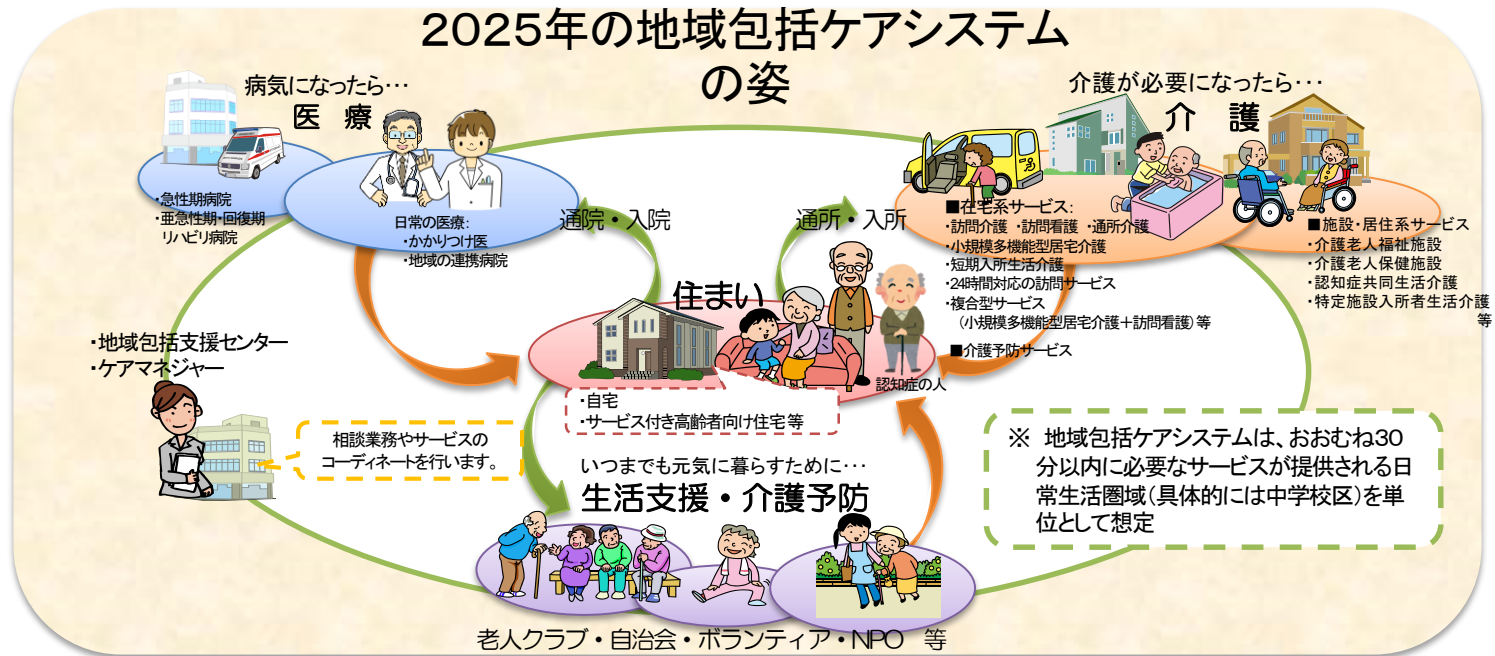 2025年の地域包括ケアシステム
の姿
病気になったら･･･
医　療
・急性期病院
・亜急性期・回復期
リハビリ病院
日常の医療：
・かかりつけ医
・地域の連携病院
通院・入院
通所・入所
介護が必要になったら･･･
介　護
■在宅系サービス：
・訪問介護　・訪問看護　・通所介護
・小規模多機能型居宅介護
・短期入所生活介護
・24時間対応の訪問サービス
・複合型サービス
（小規模多機能型居宅介護＋訪問看護）等
■介護予防サービス
■施設・居住系サービス
・介護老人福祉施設
・介護老人保健施設
・認知症共同生活介護
・特定施設入所者生活介護
等
住まい
認知症の人
・自宅
・サービス付き高齢者向け住宅等
・地域包括支援センター
・ケアマネジャー
相談業務やサービスの
コーディネートを行います。
いつまでも元気に暮らすために･･･
生活支援・介護予防
老人クラブ・自治会・ボランティア・NPO　等
※　地域包括ケアシステムは、おおむね30
分以内に必要なサービスが提供される日
常生活圏域（具体的には中学校区）を単
位として想定